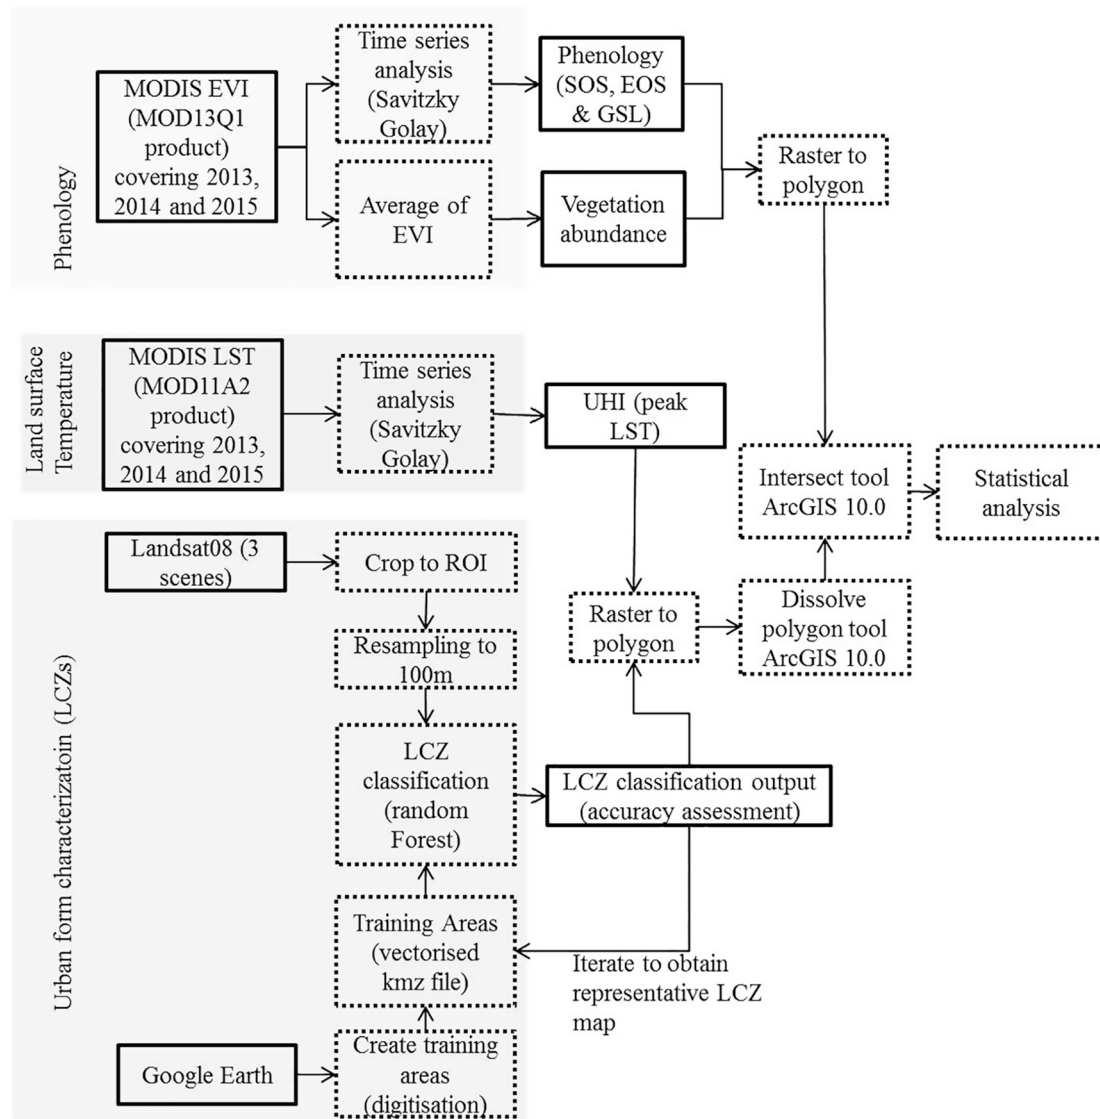 Phenology
MODIS EVI
(MOD13Q1
product)
covering 2013,
2014 and 2015
Time series
analysis
(Savitzky
Golay)
Phenology
(SOS, EOS
& GSL)
Average of
EVI
Vegetation
abundance
Raster to
polygon
Land surface
Temperature
MODIS LST
(MOD11A2
product)
covering 2013,
2014 and 2015
Time series
analysis
(Savitzky
Golay)
UHI (peak
LST)
Intersect tool
ArcGIS 10.0
Statistical
analysis
Urban form characterizatoin (LCZs)
Landsat08 (3
scenes)
Crop to ROI
Resampling to
100m
Raster to
polygon
Dissolve
polygon tool
ArcGIS 10.0
LCZ
classification
(random
Forest)
LCZ classification output
(accuracy assessment)
Training Areas
(vectorised
kmz file)
Iterate to obtain
representative LCZ
map
Google Earth
Create training
areas
(digitisation)